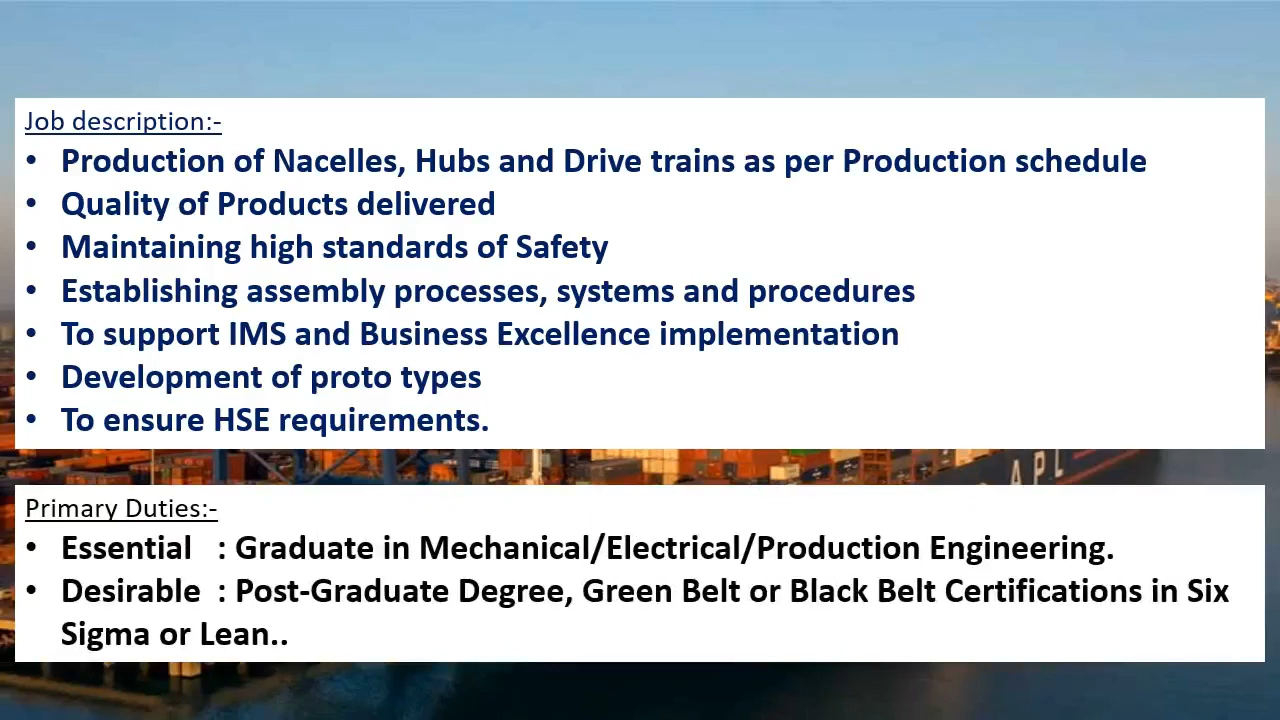 Job description:-
• Production of Nacelles, Hubs and Drive trains as per Production schedule
• Quality of Products delivered
• Maintaining high standards of Safety
• Establishing assembly processes, systems and procedures
• To support IMS and Business Excellence implementation
• Development of proto types
• To ensure HSE requirements.
APL
Primary Duties:-
• Essential : Graduate in Mechanical/Electrical/Production Engineering.
• Desirable : Post-Graduate Degree, Green Belt or Black Belt Certifications in Six
Sigma or Lean..